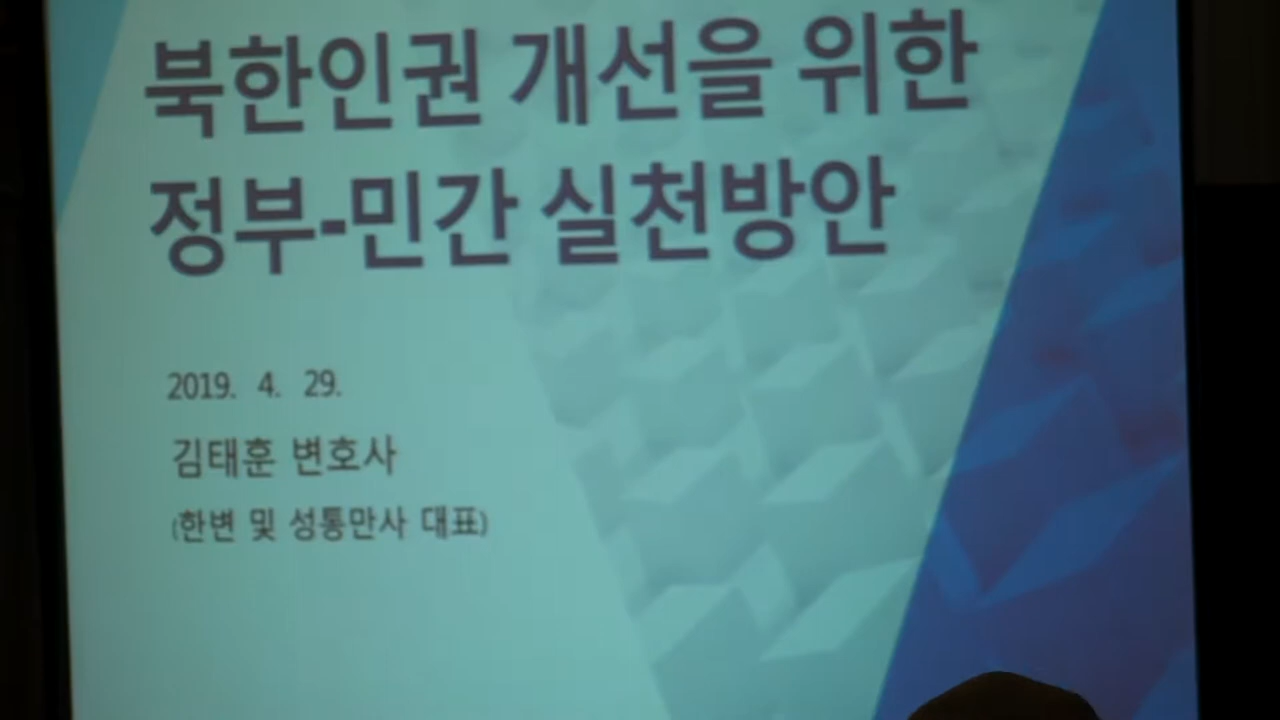 북한인권 개선을 위한
정부-민간 실천방안
2019. 4. 29.
김태훈 변호사
(한변 및 성통만사 대표)